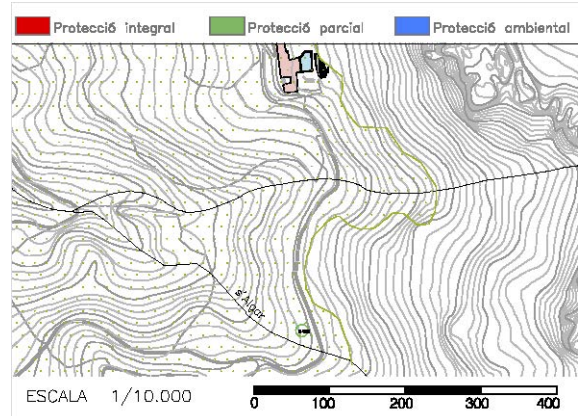 Protecció integral Protecció parcial Protecció ambiental
s'Algar
ESCALA 1/10.000
0 100 200 300 400